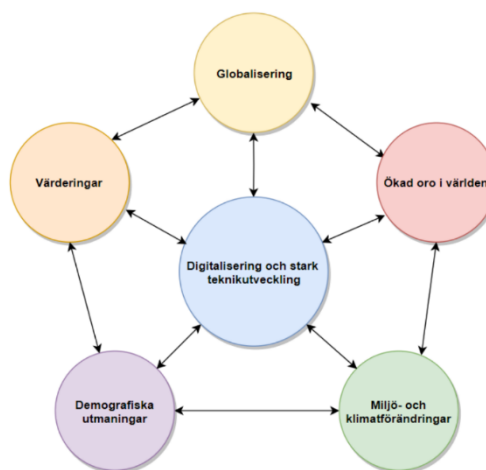 Globalisering
Värderingar
Ökad oro i världen
Digitalisering och stark
teknikutveckling
Demografiska
utmaningar
Miljö- och
klimatförändringar